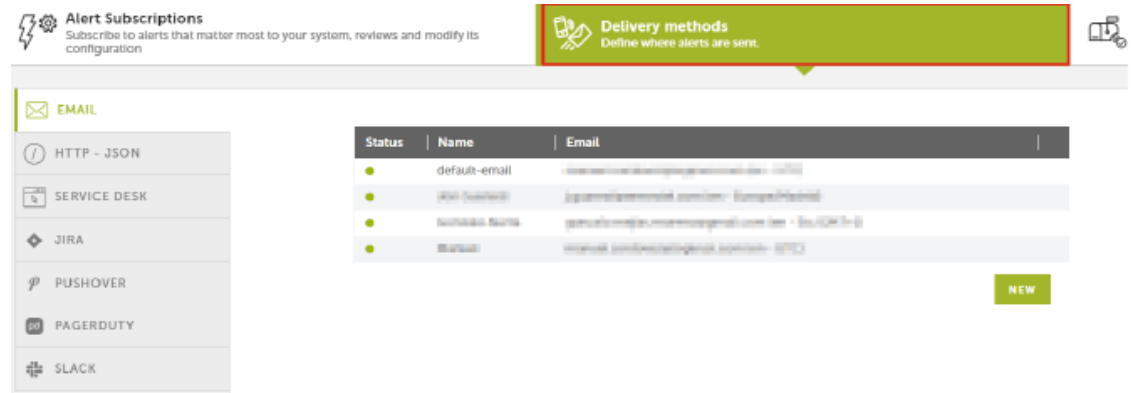 Alert Subscriptions
Subscribe to alerts that matter most to your system, reviews and modify its
configuration
Delivery methods
Define where alerts are sent.
EMAIL
HTTP - JSON
SERVICE DESK
JIRA
PUSHOVER
PAGERDUTY
SLACK
Status Name Email
default-email
NEW